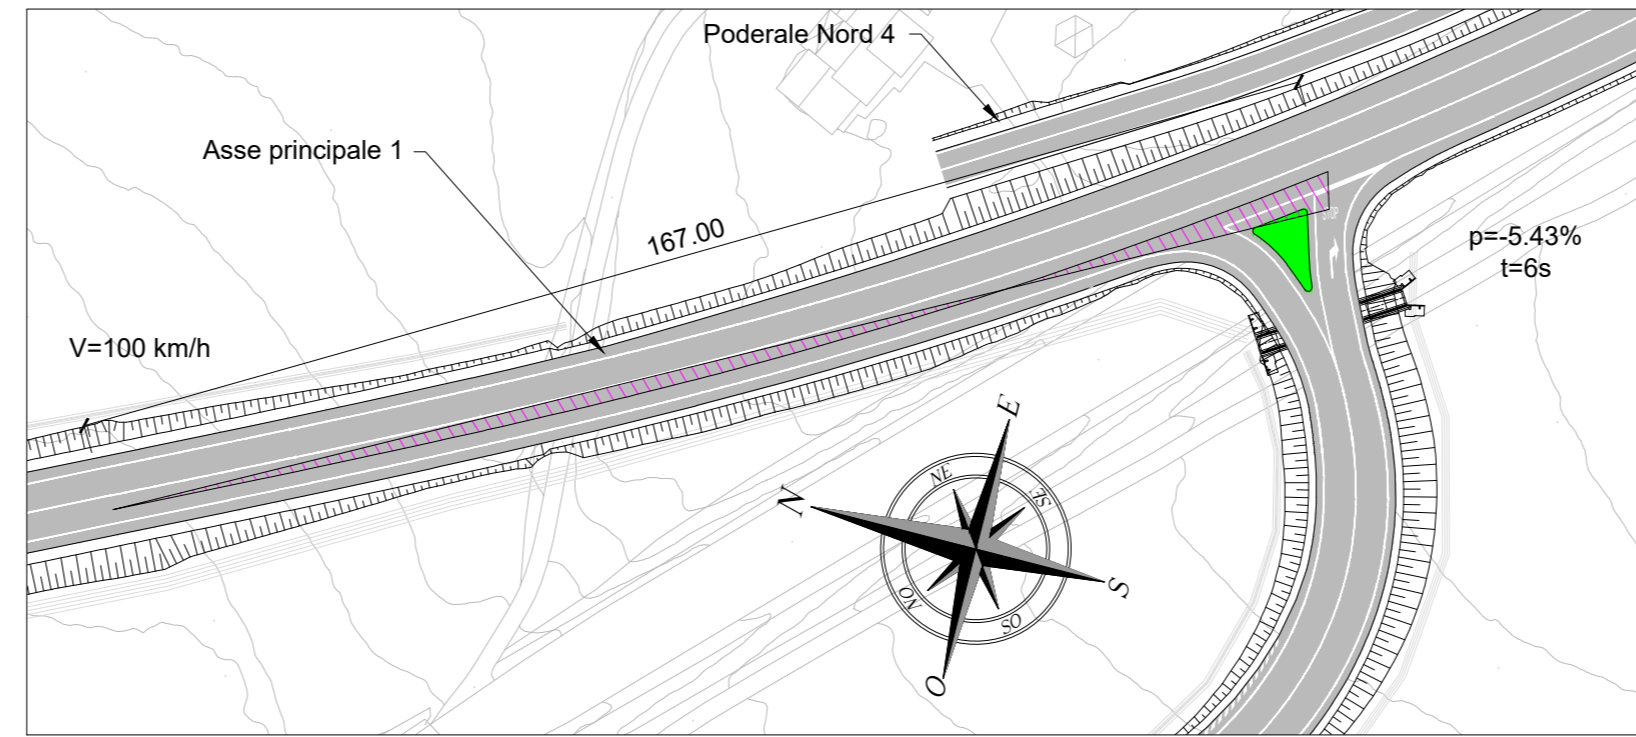 Poderale Nord 4
Asse principale 1
167.00
p=-5.43%
t=6s
V=100 km/h
E
NE
SE
N
S
NO
SO
O